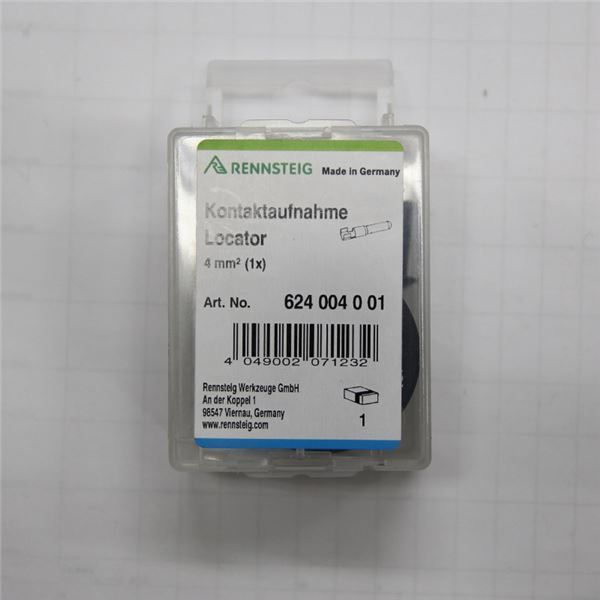 RENNSTEIG Made in Germany
Kontaktaufnahme
Locator
4 mm² (1x)
Art. No. 624 004 0 01
4 049002 071232
Rennsteig Werkzeuge GmbH
An der Koppel 1
98547 Viernau, Germany
www.rennsteig.com
1